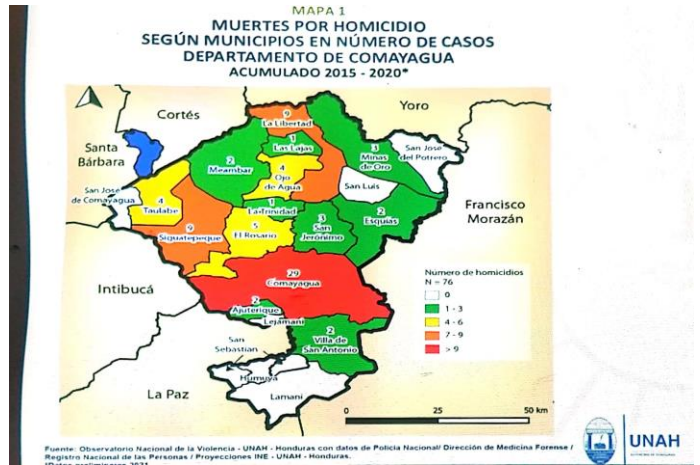 MAPA 1
MUERTES POR HOMICIDIO
SEGÚN MUNICIPIOS EN NÚMERO DE CASOS
DEPARTAMENTO DE COMAYAGUA
ACUMULADO 2015 - 2020*
Cortés
Yoro
9
La Libertad
1
Las Lajas
3
Minas
de Oro
San José
del Potrero
Santa
Bárbara
2
Meambar
4
Ojo
de Agua
San Luis
San José
de Comayagua
4
Taulabe
1
La Trinidad
2
Esquias
Francisco
Morazán
9
Siguatepeque
5
El Rosario
3
San
Jerónimo
29
Comayagua
Intibucá
2
Ajuterique
Lejamaní
2
Villa de
San Antonio
San
Sebastián
Humuya
Lamaní
La Paz
Número de homicidios
N = 76
0
1 - 3
4 - 6
7 - 9
> 9
0
25
50 km
Fuente: Observatorio Nacional de la Violencia - UNAH - Honduras con datos de Policía Nacional/ Dirección de Medicina Forense /
Registro Nacional de las Personas / Proyecciones INE - UNAH - Honduras.
*Datos preliminares 2021
UNAH